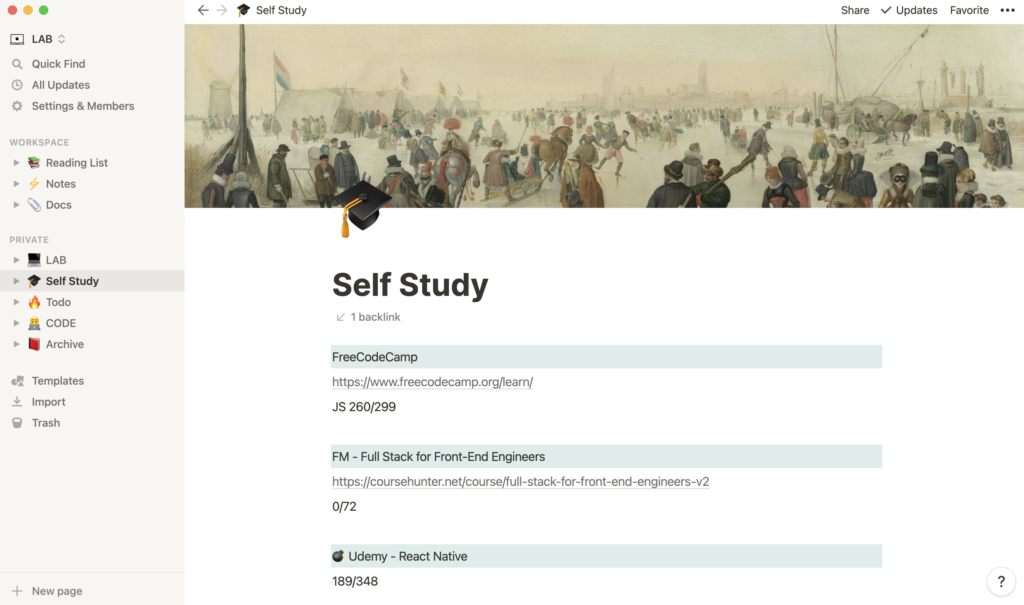 Self Study
Share
Updates
Favorite
LAB
Quick Find
All Updates
Settings & Members
WORKSPACE
Reading List
Notes
Docs
PRIVATE
LAB
Self Study
Todo
CODE
Archive
Templates
Import
Trash
New page
Self Study
1 backlink
FreeCodeCamp
https://www.freecodecamp.org/learn/
JS 260/299
FM - Full Stack for Front-End Engineers
https://coursehunter.net/course/full-stack-for-front-end-engineers-v2
0/72
Udemy - React Native
189/348
?